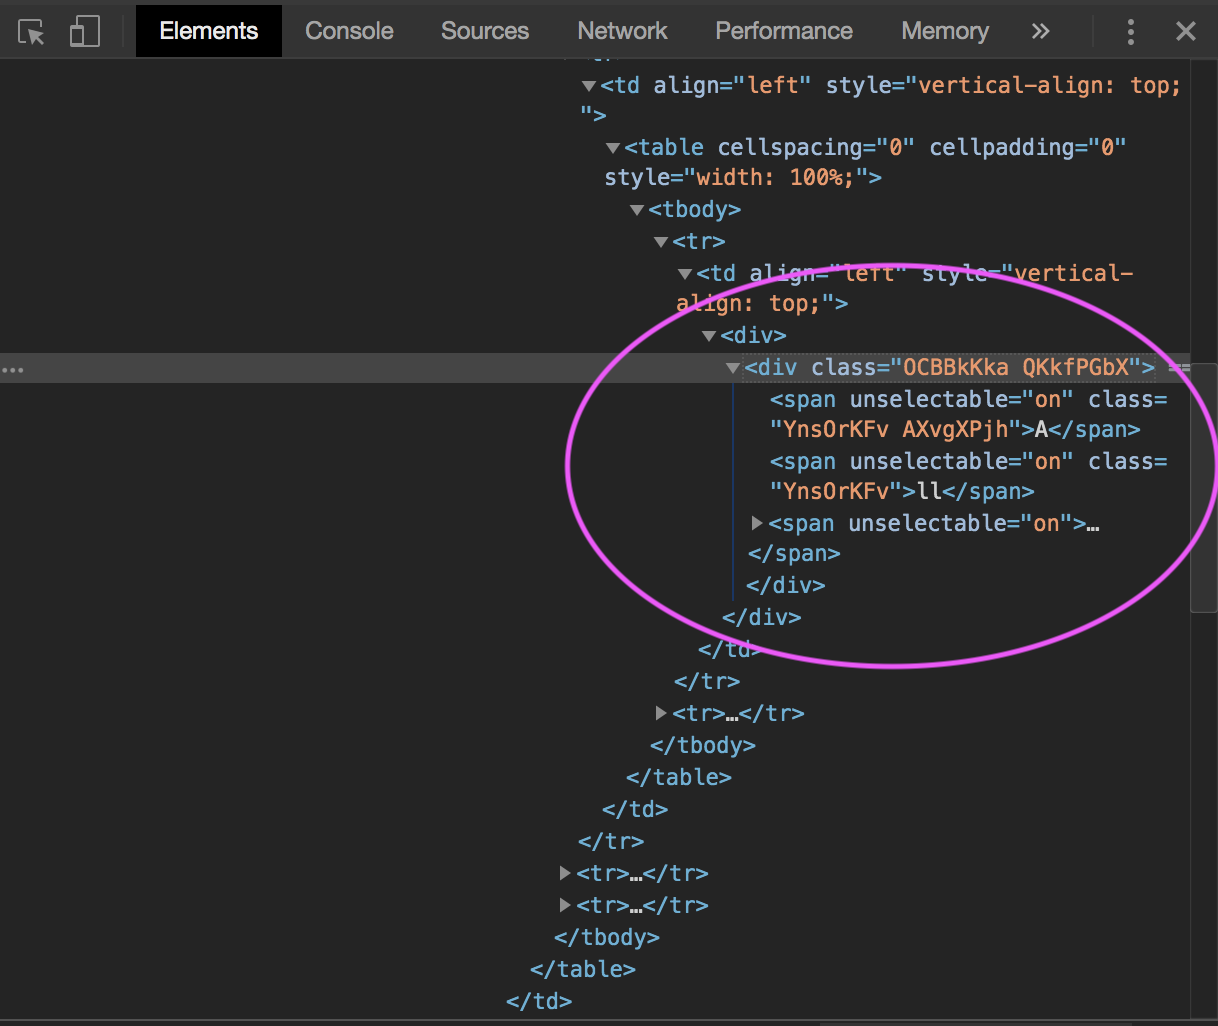 Elements Console Sources Network Performance Memory »
<td align="left" style="vertical-align: top;
">
<table cellspacing="0" cellpadding="0"
style="width: 100%;">
<tbody>
<tr>
<td align="left" style="vertical-
align: top;">
<div>
… <div class="OCBBkKka QKkfPGbX"> ==
<span unselectable="on" class=
"YnsOrKFv AXvgXPjh">A</span>
<span unselectable="on" class=
"YnsOrKFv">ll</span>
<span unselectable="on">…
</span>
</div>
</div>
</td>
</tr>
<tr>…</tr>
</tbody>
</table>
</td>
</tr>
<tr>…</tr>
<tr>…</tr>
</tbody>
</table>
</td>